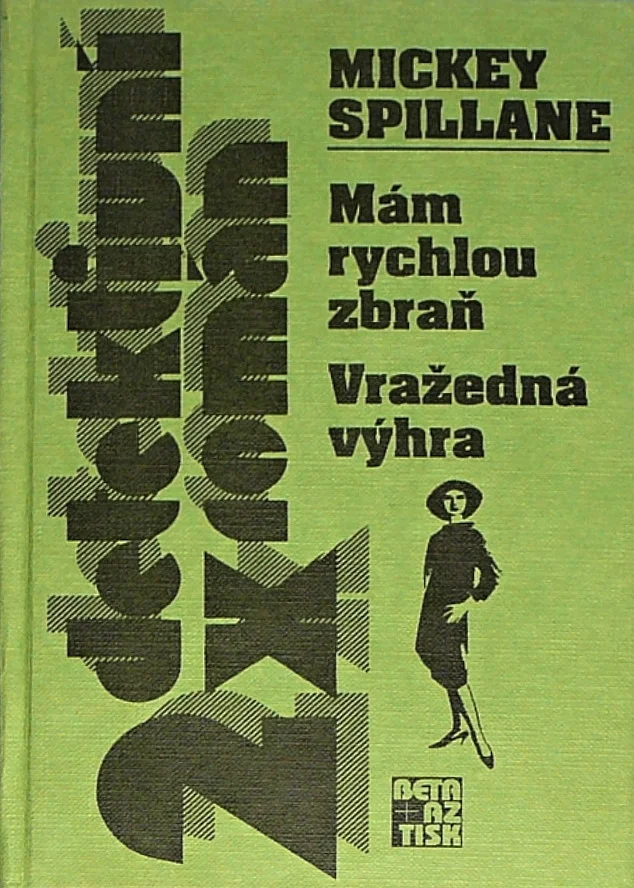 MICKEY
SPILLANE
Mám
rychlou
zbraň
Vražedná
výhra
2x detektivní
román
BETA
+AZ
TISK